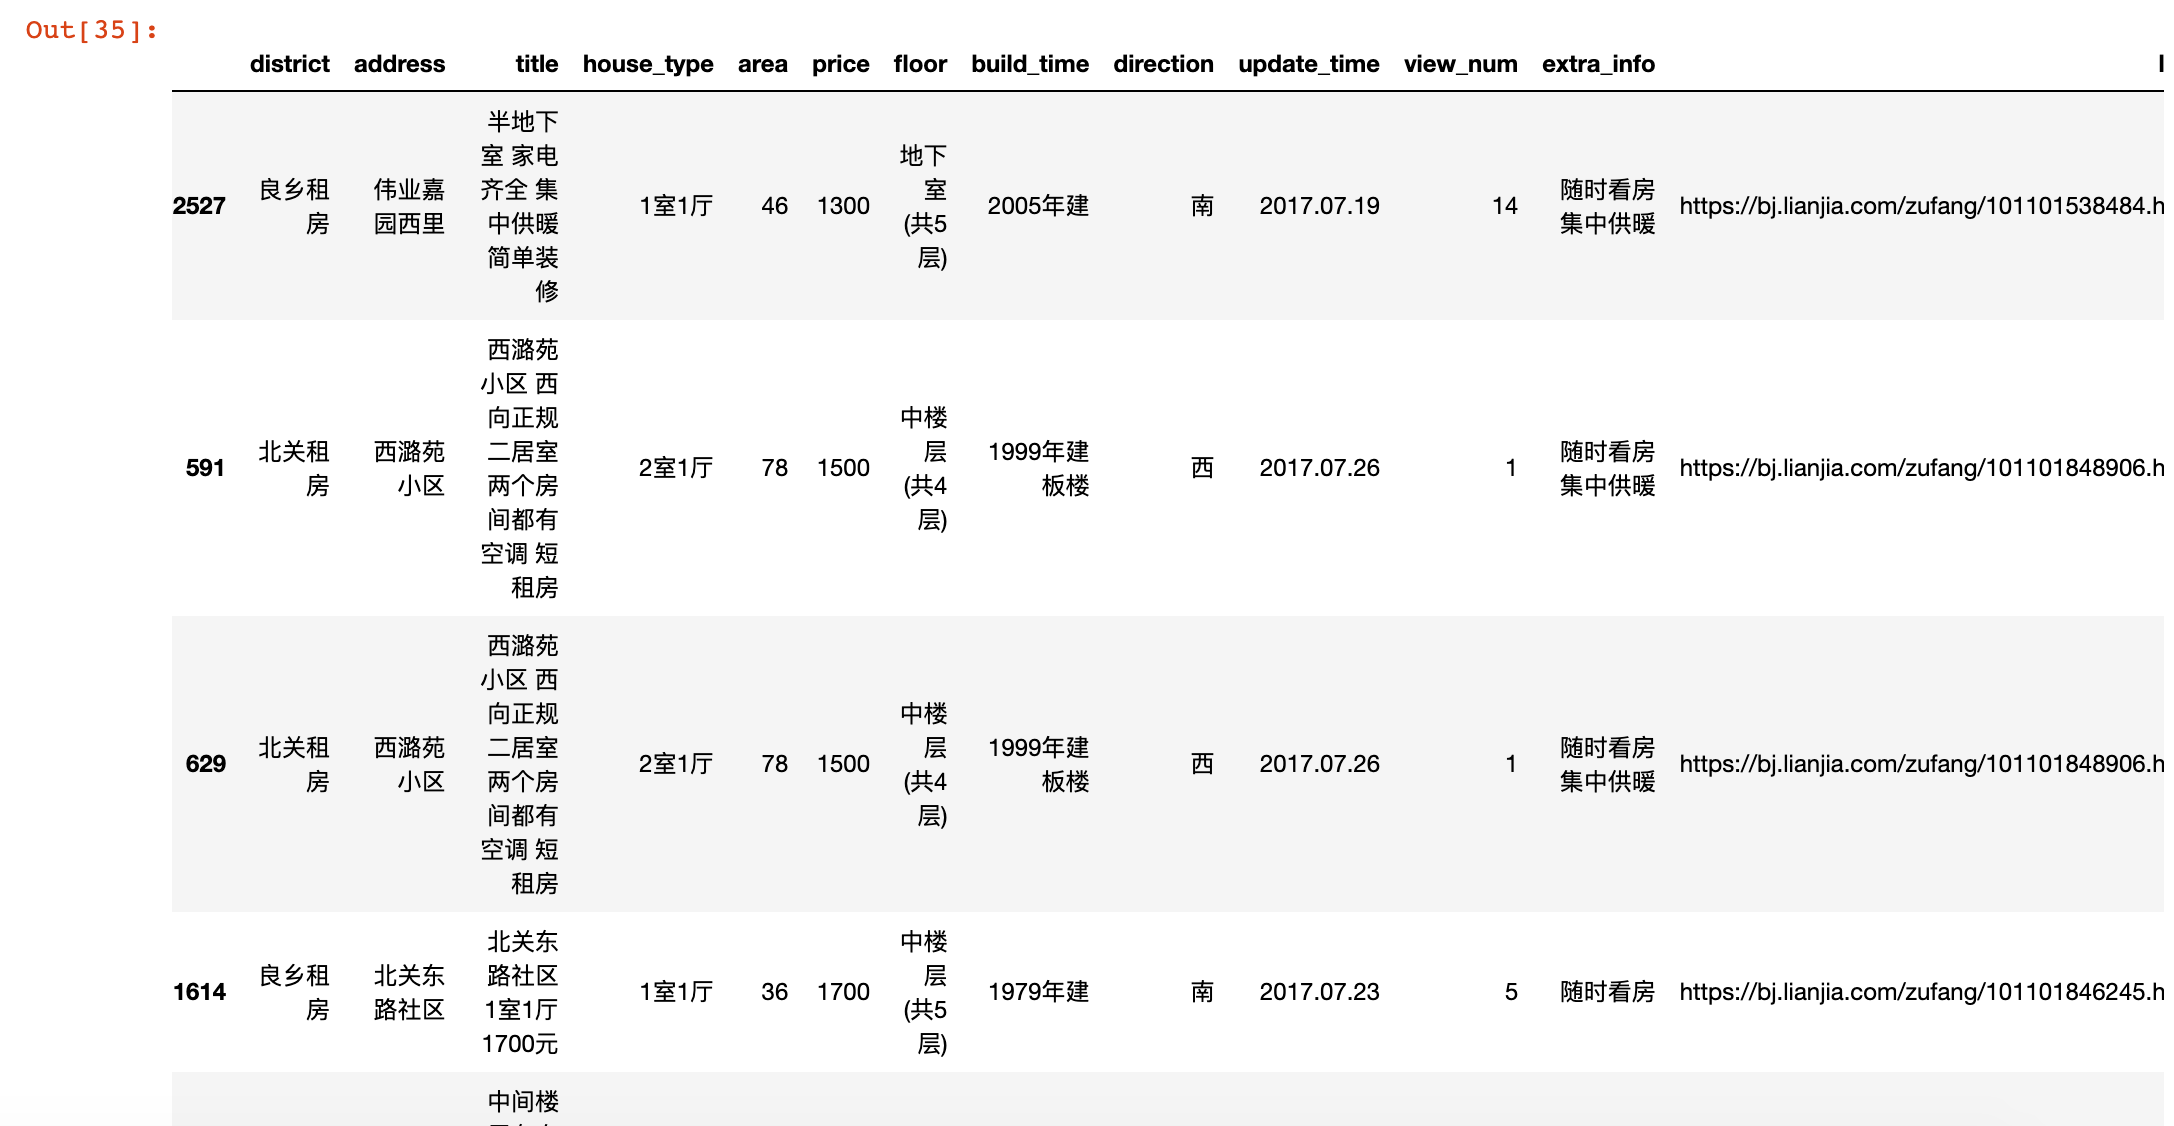 Out[35]:
district address title house_type area price floor build_time direction update_time view_num extra_info
2527 良乡租房 伟业嘉园西里 半地下室 家电齐全 集中供暖 简单装修 1室1厅 46 1300 地下室(共5层) 2005年建 南 2017.07.19 14 随时看房 集中供暖 https://bj.lianjia.com/zufang/101101538484.h
591 北关租房 西潞苑小区 西潞苑小区 西向正规二居室 两个房间都有空调 短租房 2室1厅 78 1500 中楼层(共4层) 1999年建板楼 西 2017.07.26 1 随时看房 集中供暖 https://bj.lianjia.com/zufang/101101848906.h
629 北关租房 西潞苑小区 西潞苑小区 西向正规二居室 两个房间都有空调 短租房 2室1厅 78 1500 中楼层(共4层) 1999年建板楼 西 2017.07.26 1 随时看房 集中供暖 https://bj.lianjia.com/zufang/101101848906.h
1614 良乡租房 北关东路社区 北关东路社区 1室1厅 1700元 1室1厅 36 1700 中楼层(共5层) 1979年建 南 2017.07.23 5 随时看房 https://bj.lianjia.com/zufang/101101846245.h
中间楼